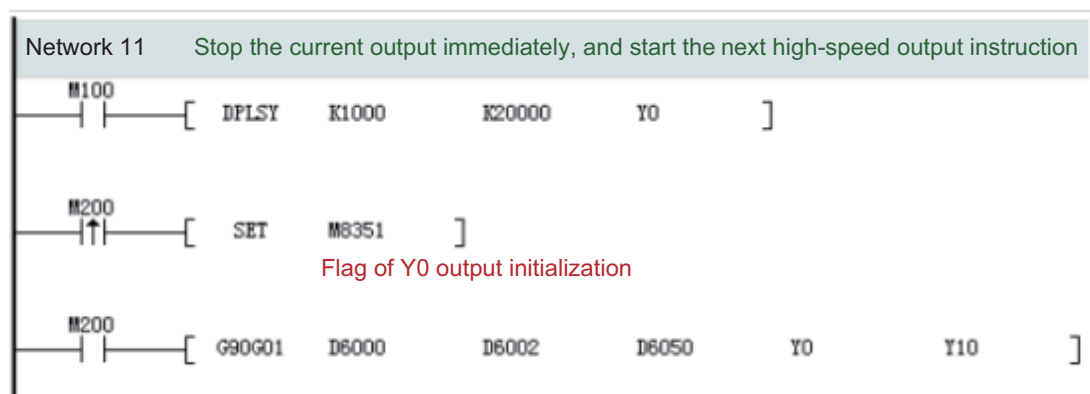 Network 11 Stop the current output immediately, and start the next high-speed output instruction
M100
[ DPLSY K1000 K20000 Y0 ]
M200
[ SET M8351 ]
Flag of Y0 output initialization
M200
[ G90G01 D6000 D6002 D6050 Y0 Y10 ]